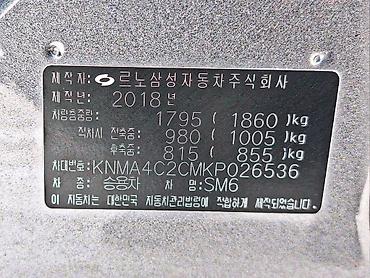 제작자: 르노삼성자동차주식회사
제작년: 2018년
차량총중량: 1795 ( 1860)kg
적차시 전축중: 980 ( 1005)kg
후축중: 815 ( 855)kg
차대번호: KNMA4C2CMKP026536
차 종: 승용차 SM6
이 자동차는 대한민국 자동차관리법령에 적합하게 제작되었습니다.